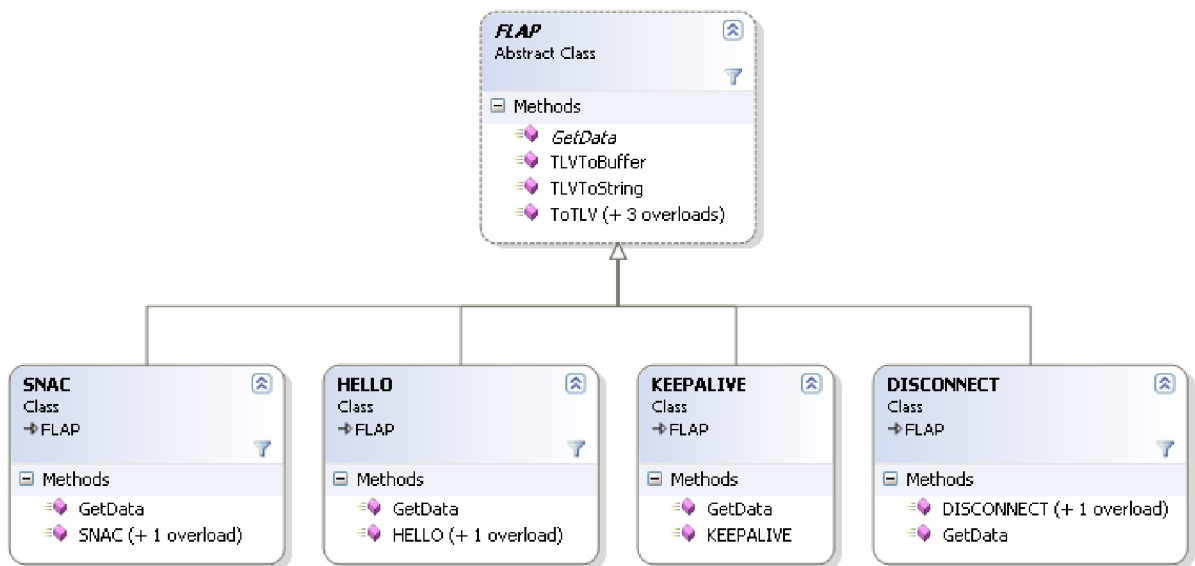 FLAP
Abstract Class
Methods
GetData
TLVToBuffer
TLVToString
ToTLV (+ 3 overloads)
SNAC
Class
FLAP
Methods
GetData
SNAC (+ 1 overload)
HELLO
Class
FLAP
Methods
GetData
HELLO (+ 1 overload)
KEEPALIVE
Class
FLAP
Methods
GetData
KEEPALIVE
DISCONNECT
Class
FLAP
Methods
DISCONNECT (+ 1 overload)
GetData